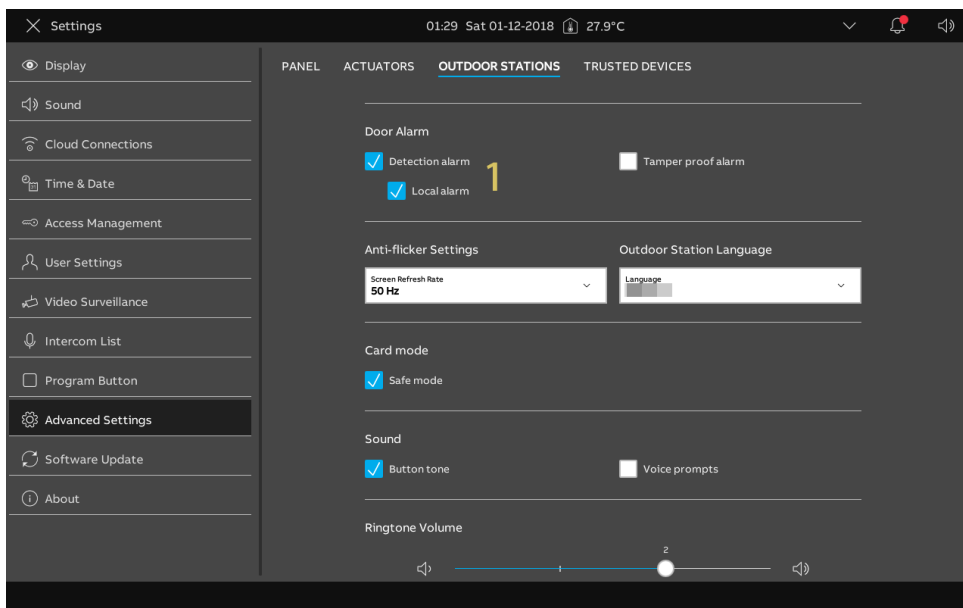 Settings
01:29 Sat 01-12-2018 27.9°C
Display
Sound
Cloud Connections
Time & Date
Access Management
User Settings
Video Surveillance
Intercom List
Program Button
Advanced Settings
Software Update
About
PANEL ACTUATORS OUTDOOR STATIONS TRUSTED DEVICES
Door Alarm
Detection alarm
Local alarm
1
Tamper proof alarm
Anti-flicker Settings
Screen Refresh Rate
50 Hz
Outdoor Station Language
Language
Card mode
Safe mode
Sound
Button tone
Voice prompts
Ringtone Volume
2